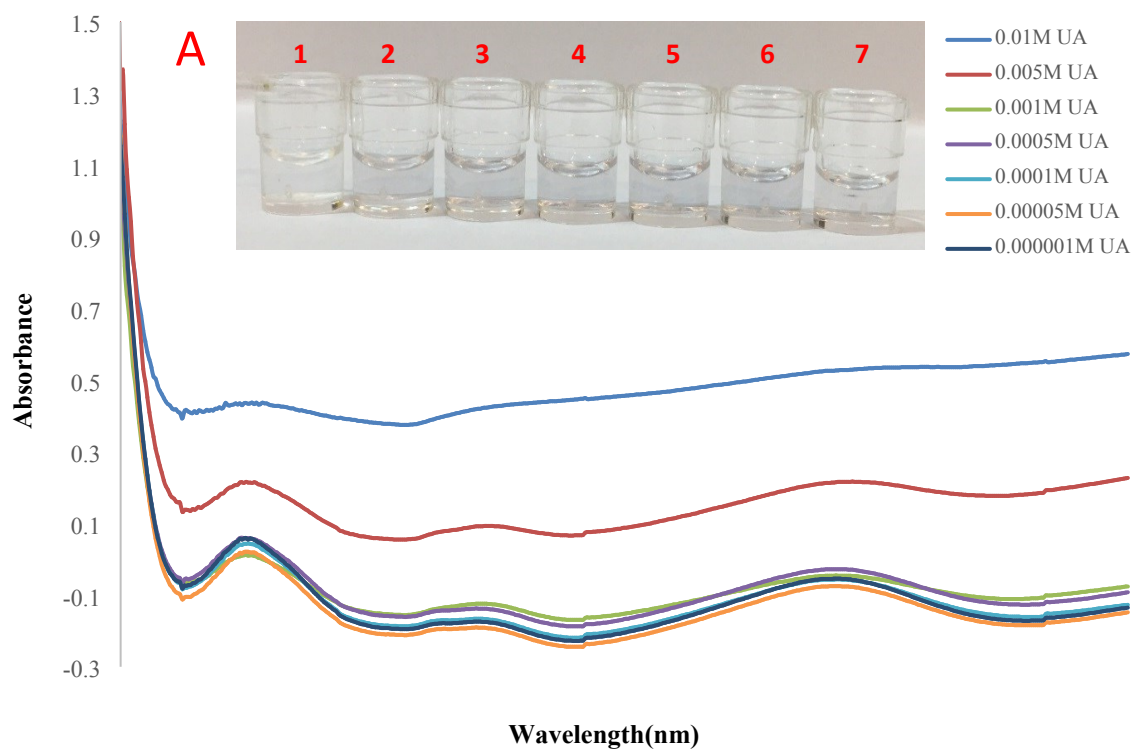 A
1 2 3 4 5 6 7
0.01M UA
0.005M UA
0.001M UA
0.0005M UA
0.0001M UA
0.00005M UA
0.000001M UA
1.5
1.3
1.1
0.9
0.7
0.5
0.3
0.1
-0.1
-0.3
Absorbance
Wavelength(nm)